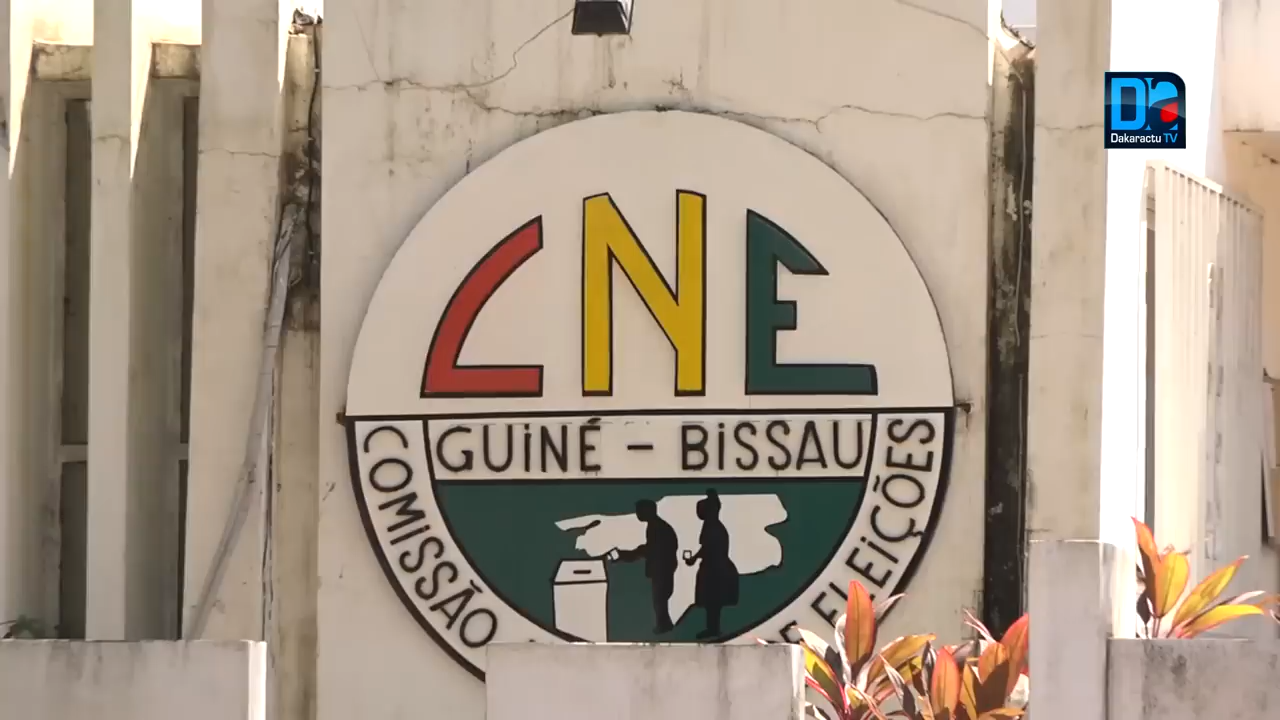 Dakaractu TV
CNE
GUiNÉ - BiSSAU
COMiSSÃO
ELEiÇÕES